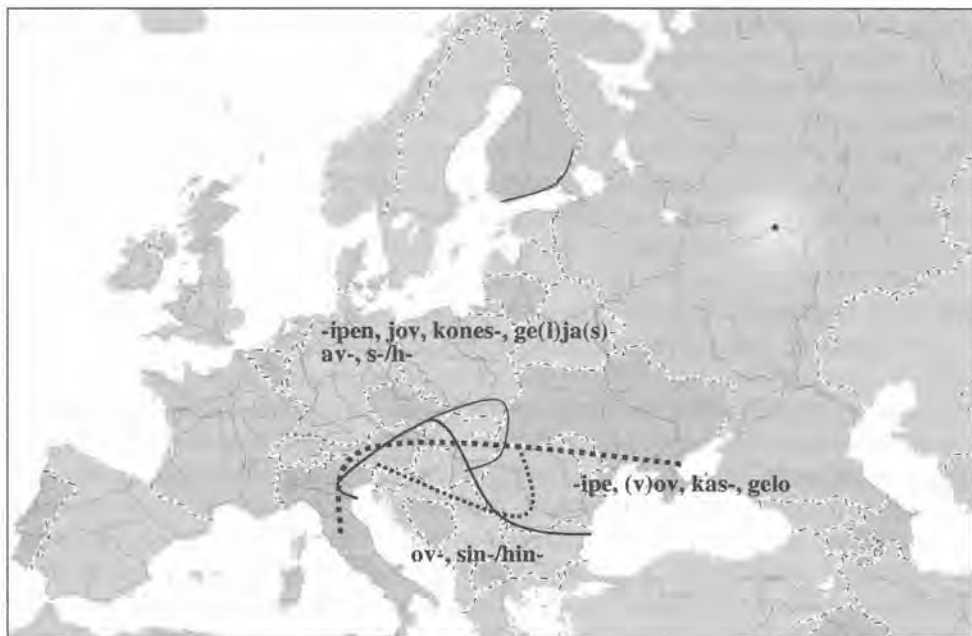 -ipen, jov, kones-, ge(l)ja(s)
av-, s-/h-
-ipe, (v)ov, kas-, gelo
ov-, sin-/hin-